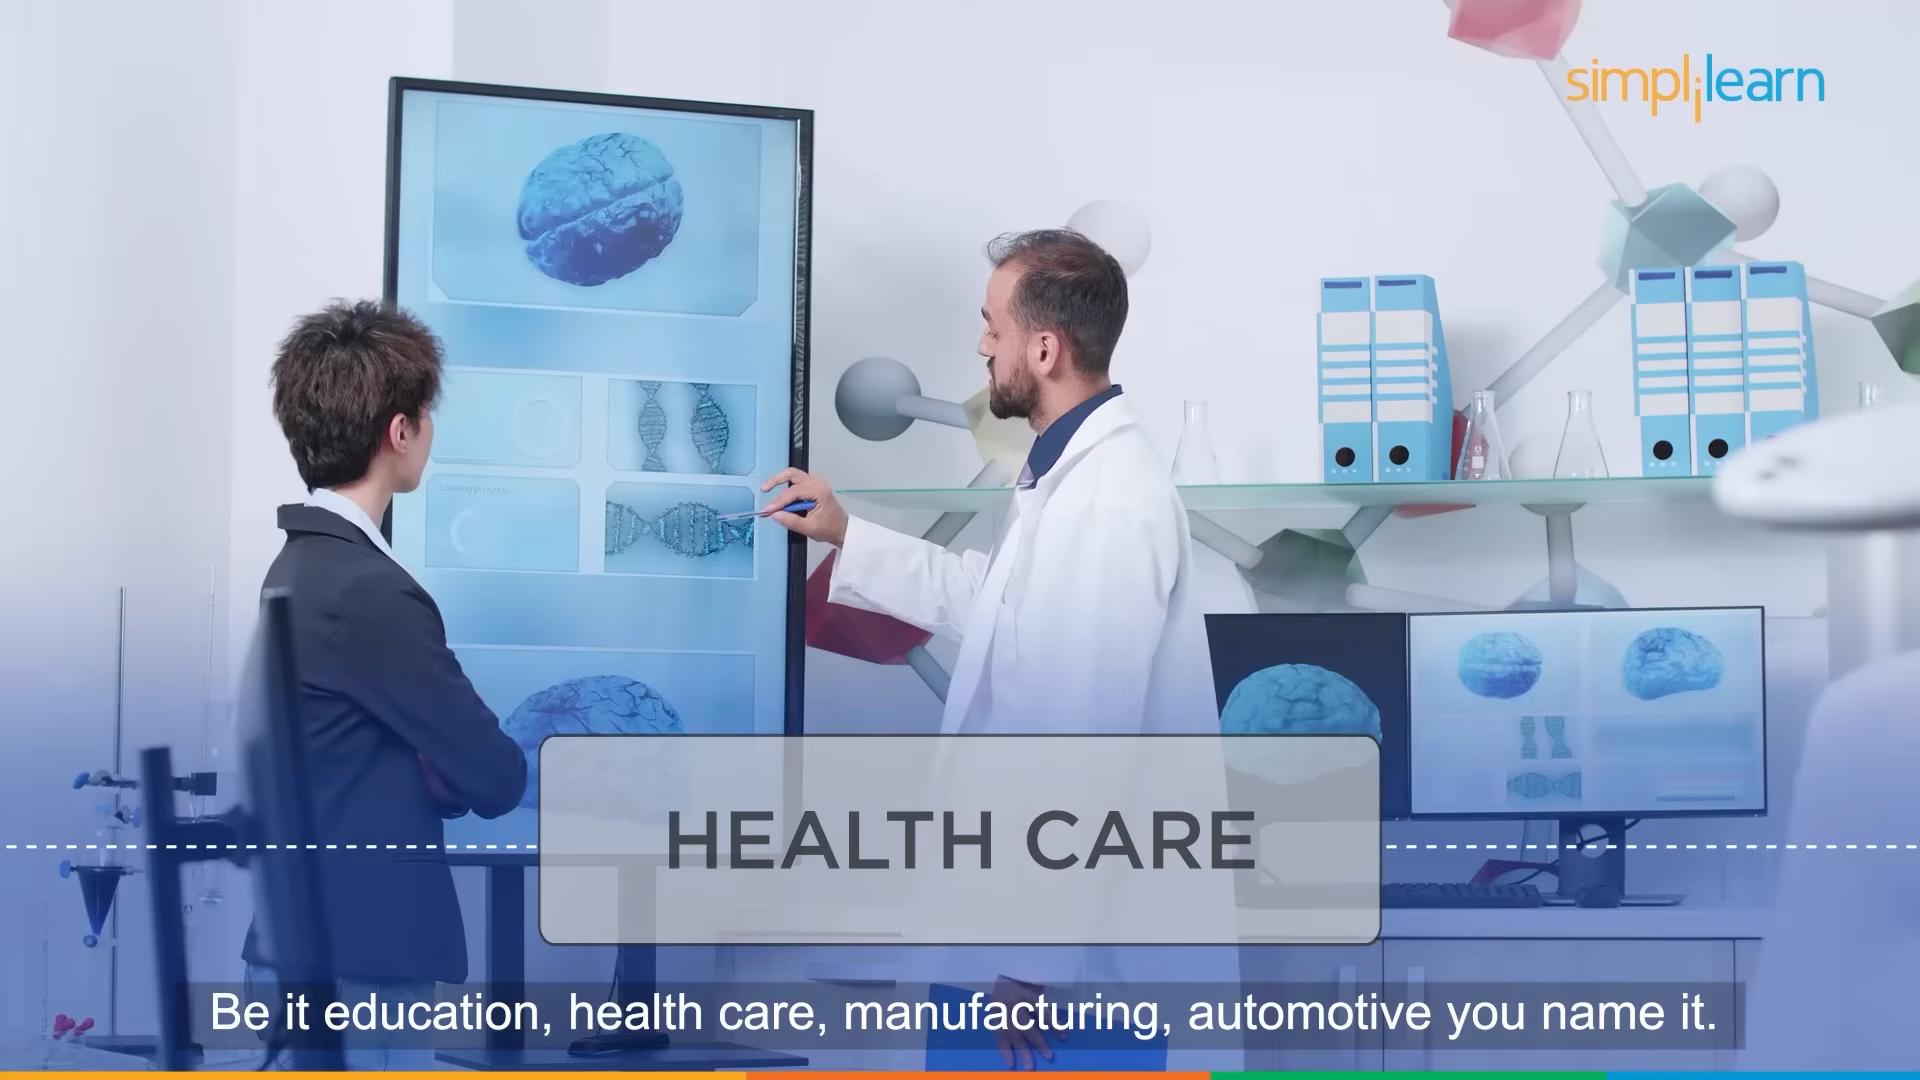 simplilearn
HEALTH CARE
Be it education, health care, manufacturing, automotive you name it.